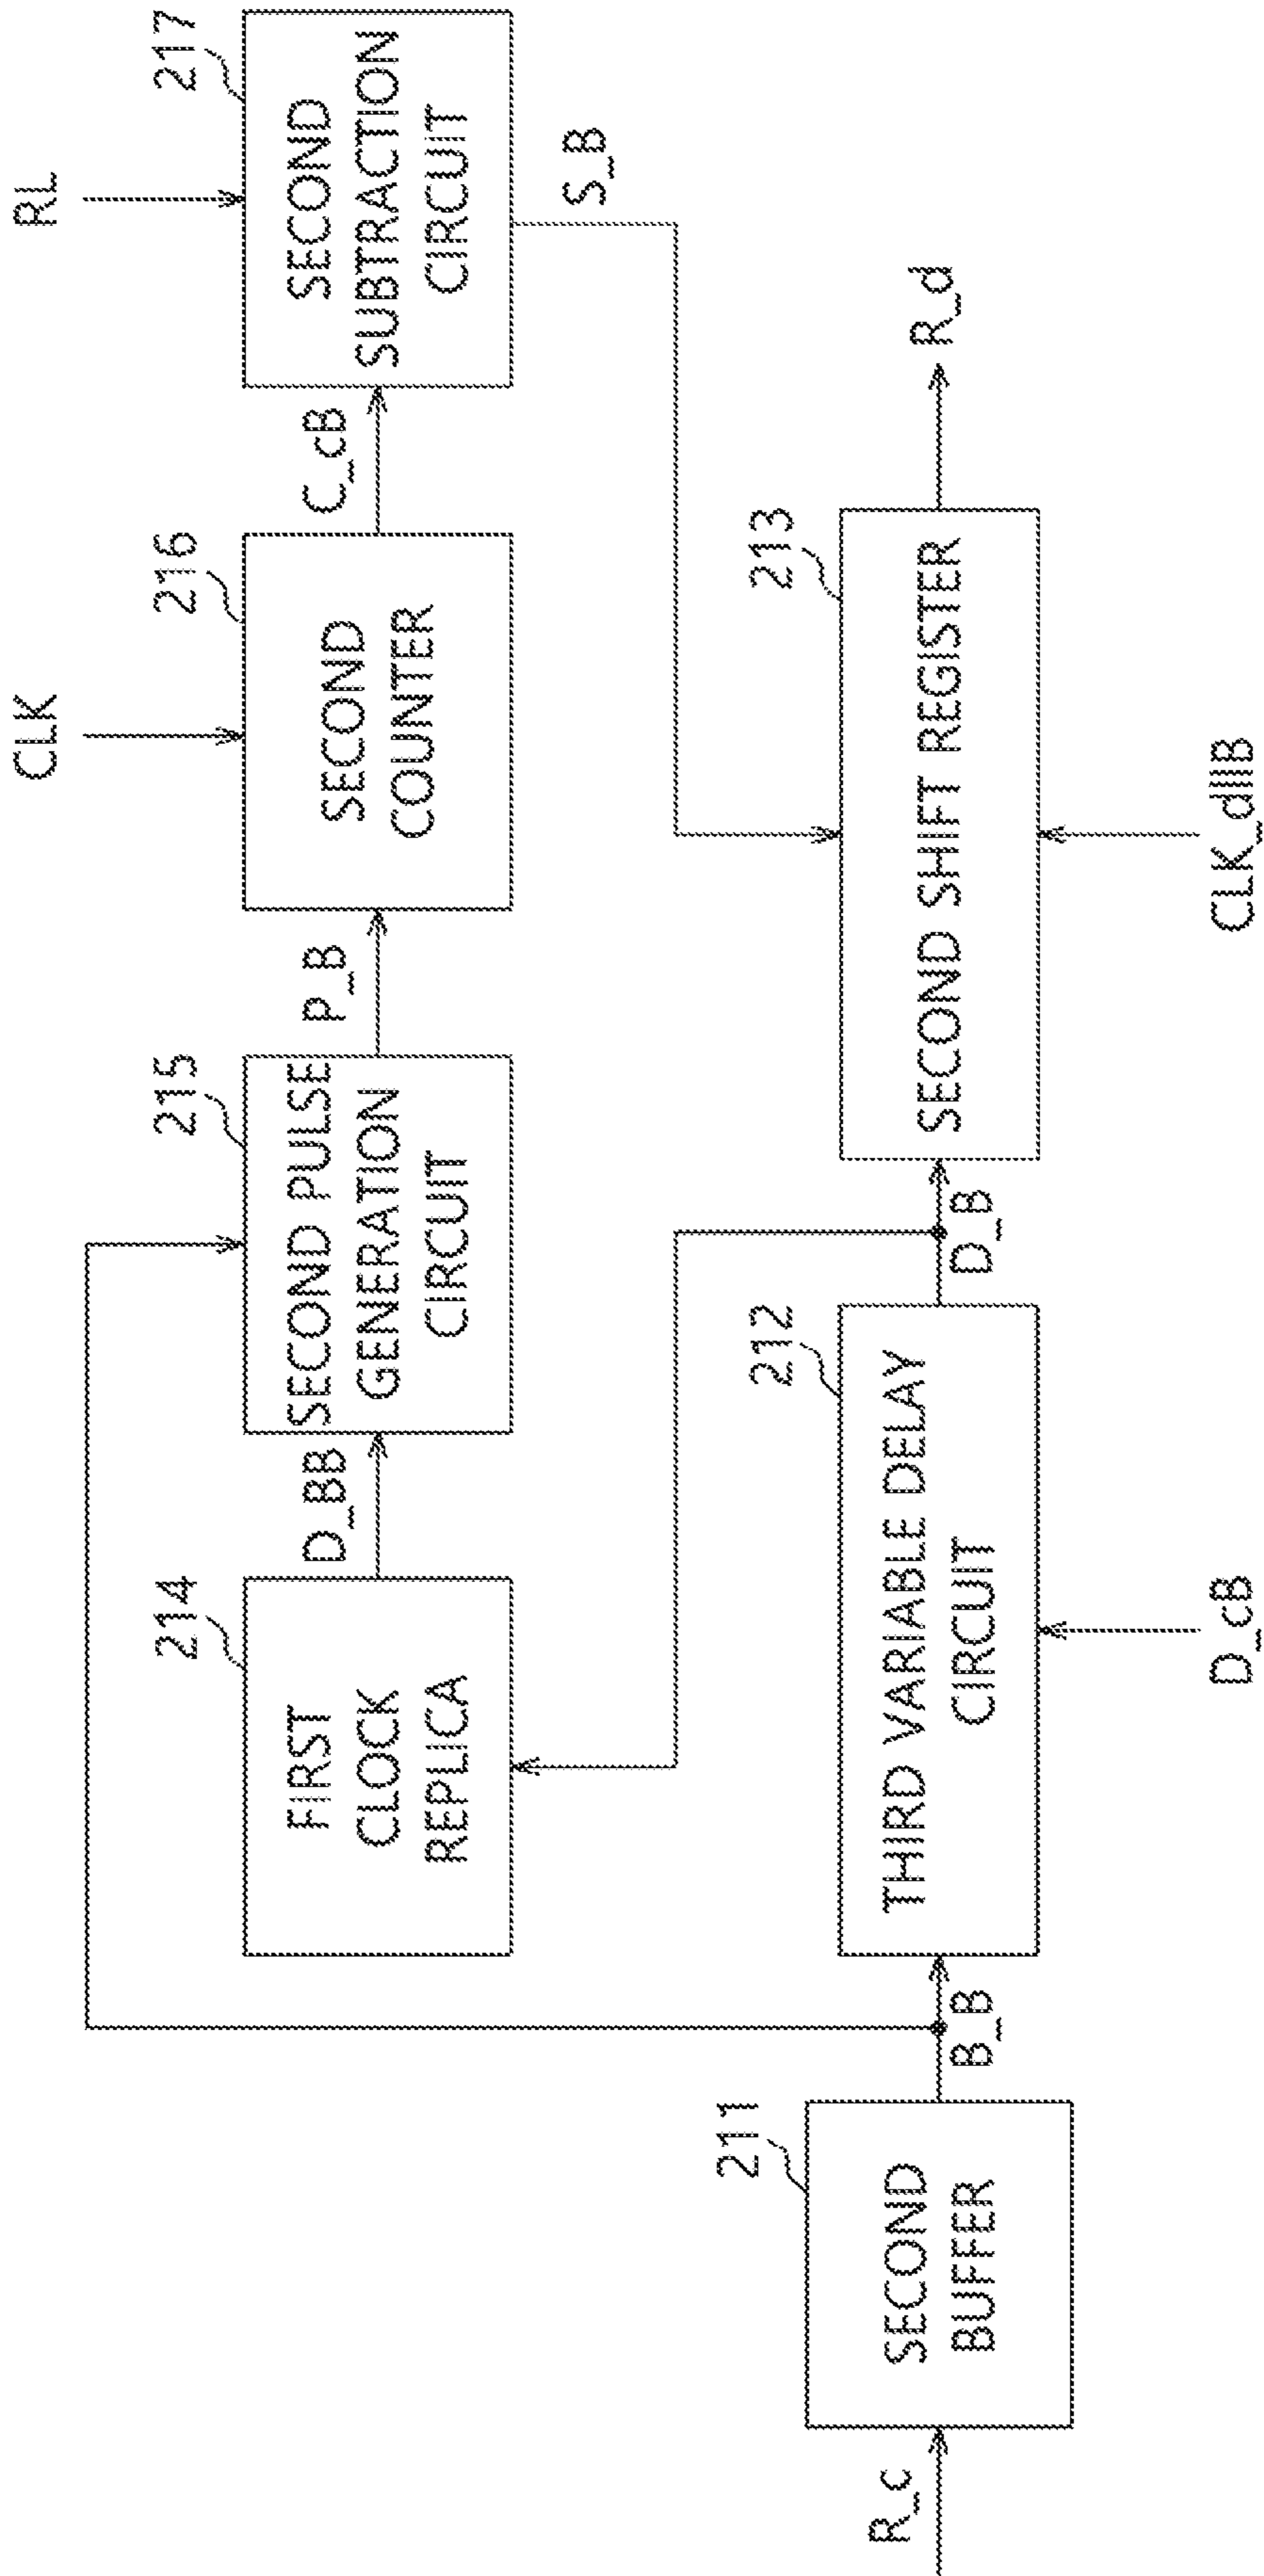 RL
CLK
217
SECOND
SUBTRACTION
CIRCUIT
C_cB
216
SECOND
COUNTER
P_B
215
SECOND PULSE
GENERATION
CIRCUIT
D_BB
214
FIRST
CLOCK
REPLICA
S_B
R_d
213
SECOND SHIFT REGISTER
CLK_dllB
D_B
212
THIRD VARIABLE DELAY
CIRCUIT
D_cB
B_B
211
SECOND
BUFFER
R_c